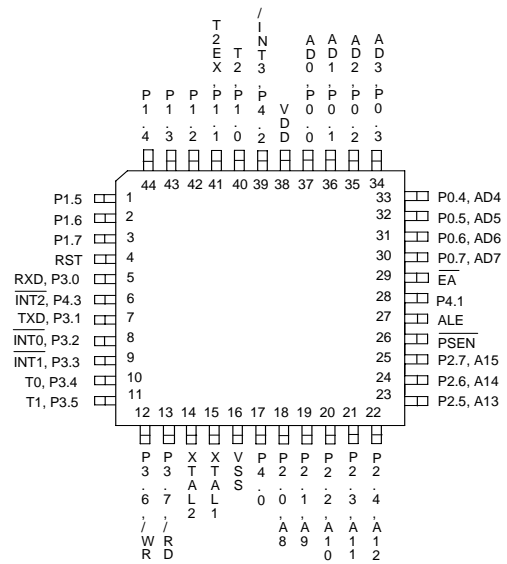 P1.4
P1.3
P1.2
T2EX,P1.1
T2,P1.0
/INT3,P4.2
VDD
AD0,P0.0
AD1,P0.1
AD2,P0.2
AD3,P0.3
44 43 42 41 40 39 38 37 36 35 34
P1.5 1
P1.6 2
P1.7 3
RST 4
RXD, P3.0 5
INT2, P4.3 6
TXD, P3.1 7
INT0, P3.2 8
INT1, P3.3 9
T0, P3.4 10
T1, P3.5 11
33 P0.4, AD4
32 P0.5, AD5
31 P0.6, AD6
30 P0.7, AD7
29 EA
28 P4.1
27 ALE
26 PSEN
25 P2.7, A15
24 P2.6, A14
23 P2.5, A13
12 13 14 15 16 17 18 19 20 21 22
P3.6,/WR
P3.7,/RD
XTAL2
XTAL1
VSS
P4.0
P2.0,A8
P2.1,A9
P2.2,A10
P2.3,A11
P2.4,A12